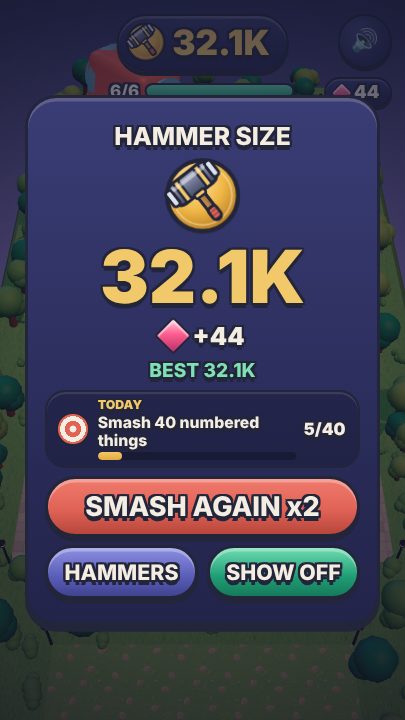 32.1K
6/6
44
HAMMER SIZE
32.1K
+44
BEST 32.1K
TODAY
Smash 40 numbered
things
5/40
SMASH AGAIN x2
HAMMERS
SHOW OFF